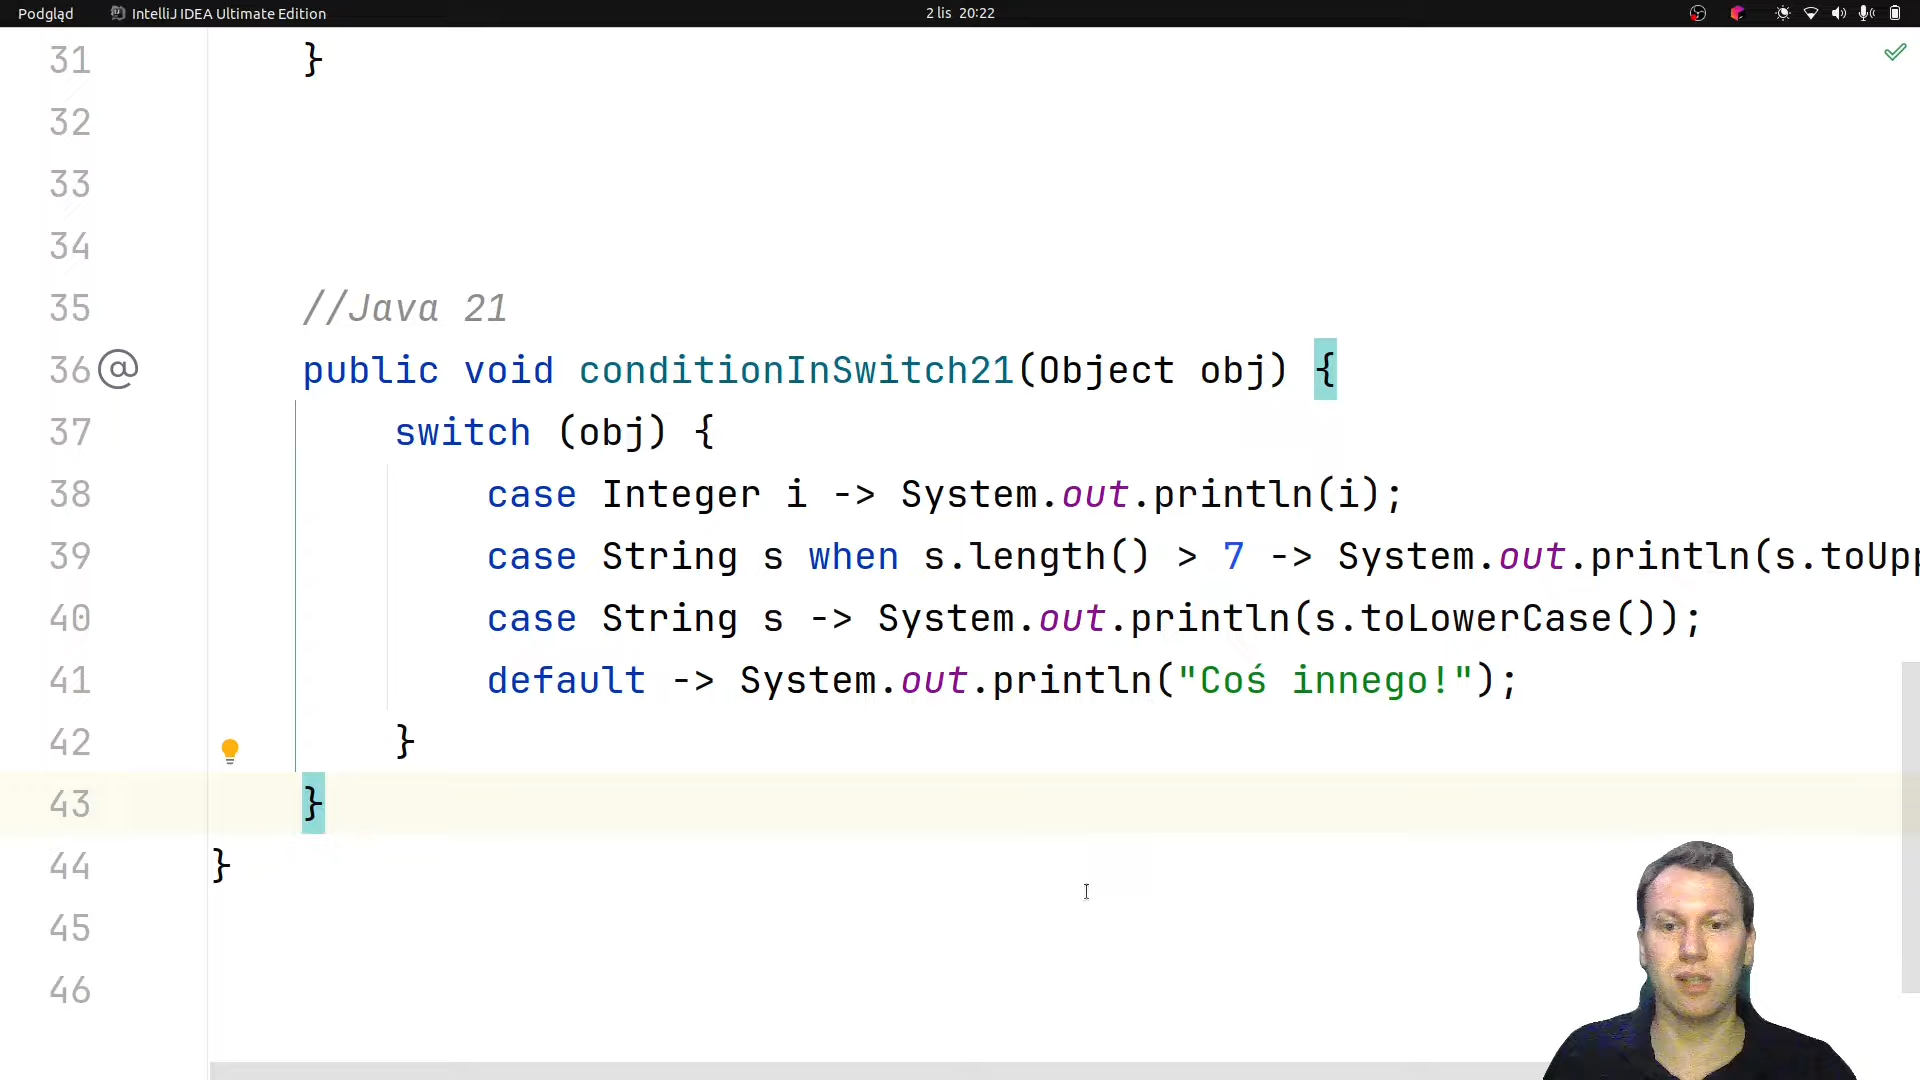 Podgląd IntelliJ IDEA Ultimate Edition 2 lis 20:22
31 }
32
33
34
35 //Java 21
36 @ public void conditionInSwitch21(Object obj) {
37 switch (obj) {
38 case Integer i -> System.out.println(i);
39 case String s when s.length() > 7 -> System.out.println(s.toUpp
40 case String s -> System.out.println(s.toLowerCase());
41 default -> System.out.println("Coś innego!");
42 }
43 }
44 }
45
46